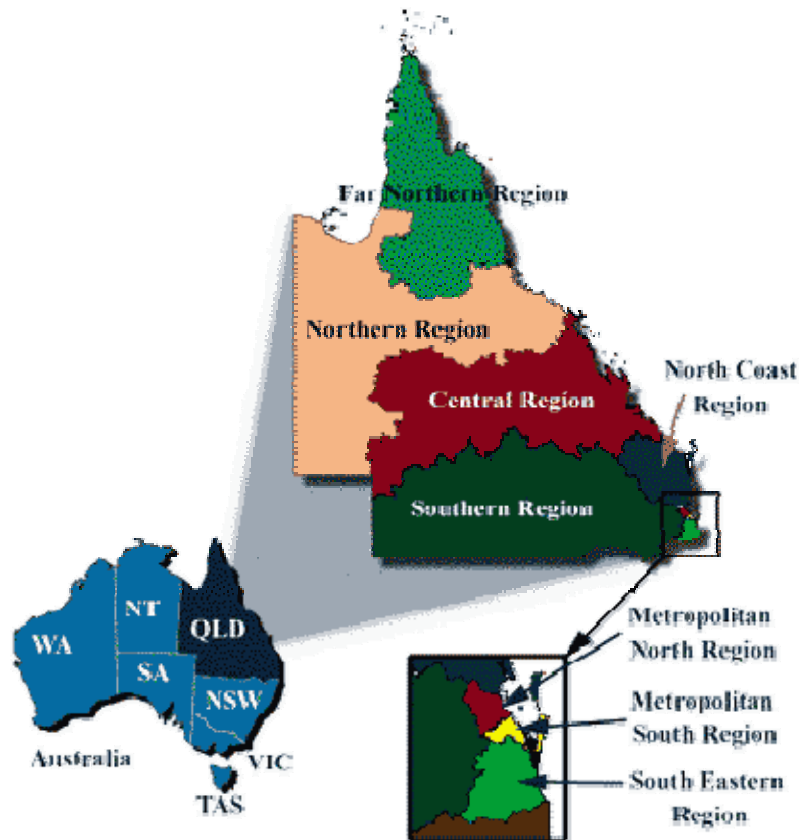 Far Northern Region
Northern Region
North Coast
Region
Central Region
Southern Region
NT
QLD
WA
SA
NSW
Australia
VIC
TAS
Metropolitan
North Region
Metropolitan
South Region
South Eastern
Region